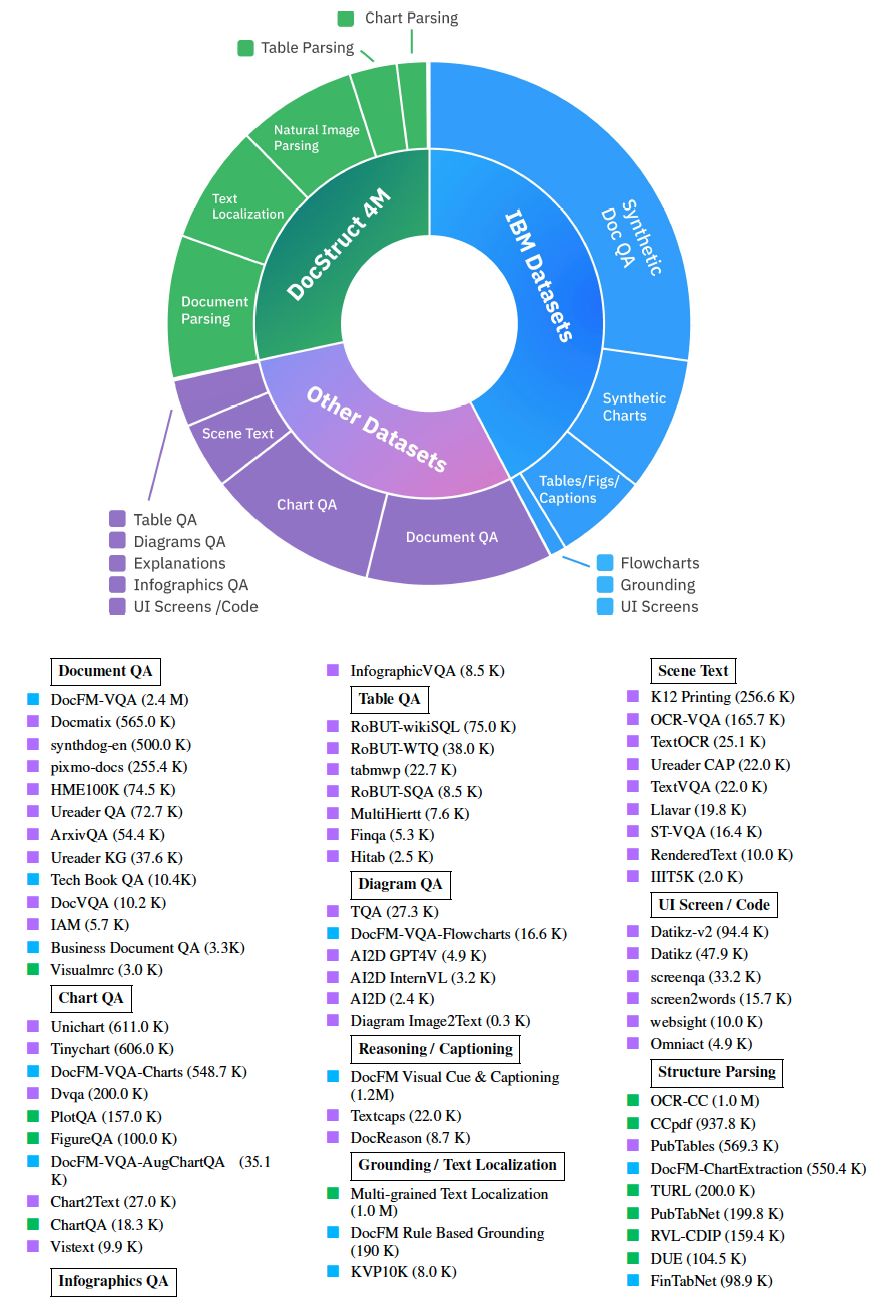 Chart Parsing
Table Parsing
Natural Image
Parsing
Text
Localization
Document
Parsing
DocStruct 4M
IBM Datasets
Synthetic
Doc QA
Synthetic
Charts
Tables/Figs/
Captions
Other Datasets
Scene Text
Chart QA
Document QA
Table QA
Diagrams QA
Explanations
Infographics QA
UI Screens /Code
Flowcharts
Grounding
UI Screens
Document QA
DocFM-VQA (2.4 M)
Docmatix (565.0 K)
synthdog-en (500.0 K)
pixmo-docs (255.4 K)
HME100K (74.5 K)
Ureader QA (72.7 K)
ArxivQA (54.4 K)
Ureader KG (37.6 K)
Tech Book QA (10.4K)
DocVQA (10.2 K)
IAM (5.7 K)
Business Document QA (3.3K)
Visualmrc (3.0 K)
Chart QA
Unichart (611.0 K)
Tinychart (606.0 K)
DocFM-VQA-Charts (548.7 K)
Dvqa (200.0 K)
PlotQA (157.0 K)
FigureQA (100.0 K)
DocFM-VQA-AugChartQA (35.1
K)
Chart2Text (27.0 K)
ChartQA (18.3 K)
Vistext (9.9 K)
Infographics QA
InfographicVQA (8.5 K)
Table QA
RoBUT-wikiSQL (75.0 K)
RoBUT-WTQ (38.0 K)
tabmwp (22.7 K)
RoBUT-SQA (8.5 K)
MultiHiertt (7.6 K)
Finqa (5.3 K)
Hitab (2.5 K)
Diagram QA
TQA (27.3 K)
DocFM-VQA-Flowcharts (16.6 K)
AI2D GPT4V (4.9 K)
AI2D InternVL (3.2 K)
AI2D (2.4 K)
Diagram Image2Text (0.3 K)
Reasoning / Captioning
DocFM Visual Cue & Captioning
(1.2M)
Textcaps (22.0 K)
DocReason (8.7 K)
Grounding / Text Localization
Multi-grained Text Localization
(1.0 M)
DocFM Rule Based Grounding
(190 K)
KVP10K (8.0 K)
Scene Text
K12 Printing (256.6 K)
OCR-VQA (165.7 K)
TextOCR (25.1 K)
Ureader CAP (22.0 K)
TextVQA (22.0 K)
Llavar (19.8 K)
ST-VQA (16.4 K)
RenderedText (10.0 K)
IIIT5K (2.0 K)
UI Screen / Code
Datikz-v2 (94.4 K)
Datikz (47.9 K)
screenqa (33.2 K)
screen2words (15.7 K)
websight (10.0 K)
Omniact (4.9 K)
Structure Parsing
OCR-CC (1.0 M)
CCpdf (937.8 K)
PubTables (569.3 K)
DocFM-ChartExtraction (550.4 K)
TURL (200.0 K)
PubTabNet (199.8 K)
RVL-CDIP (159.4 K)
DUE (104.5 K)
FinTabNet (98.9 K)